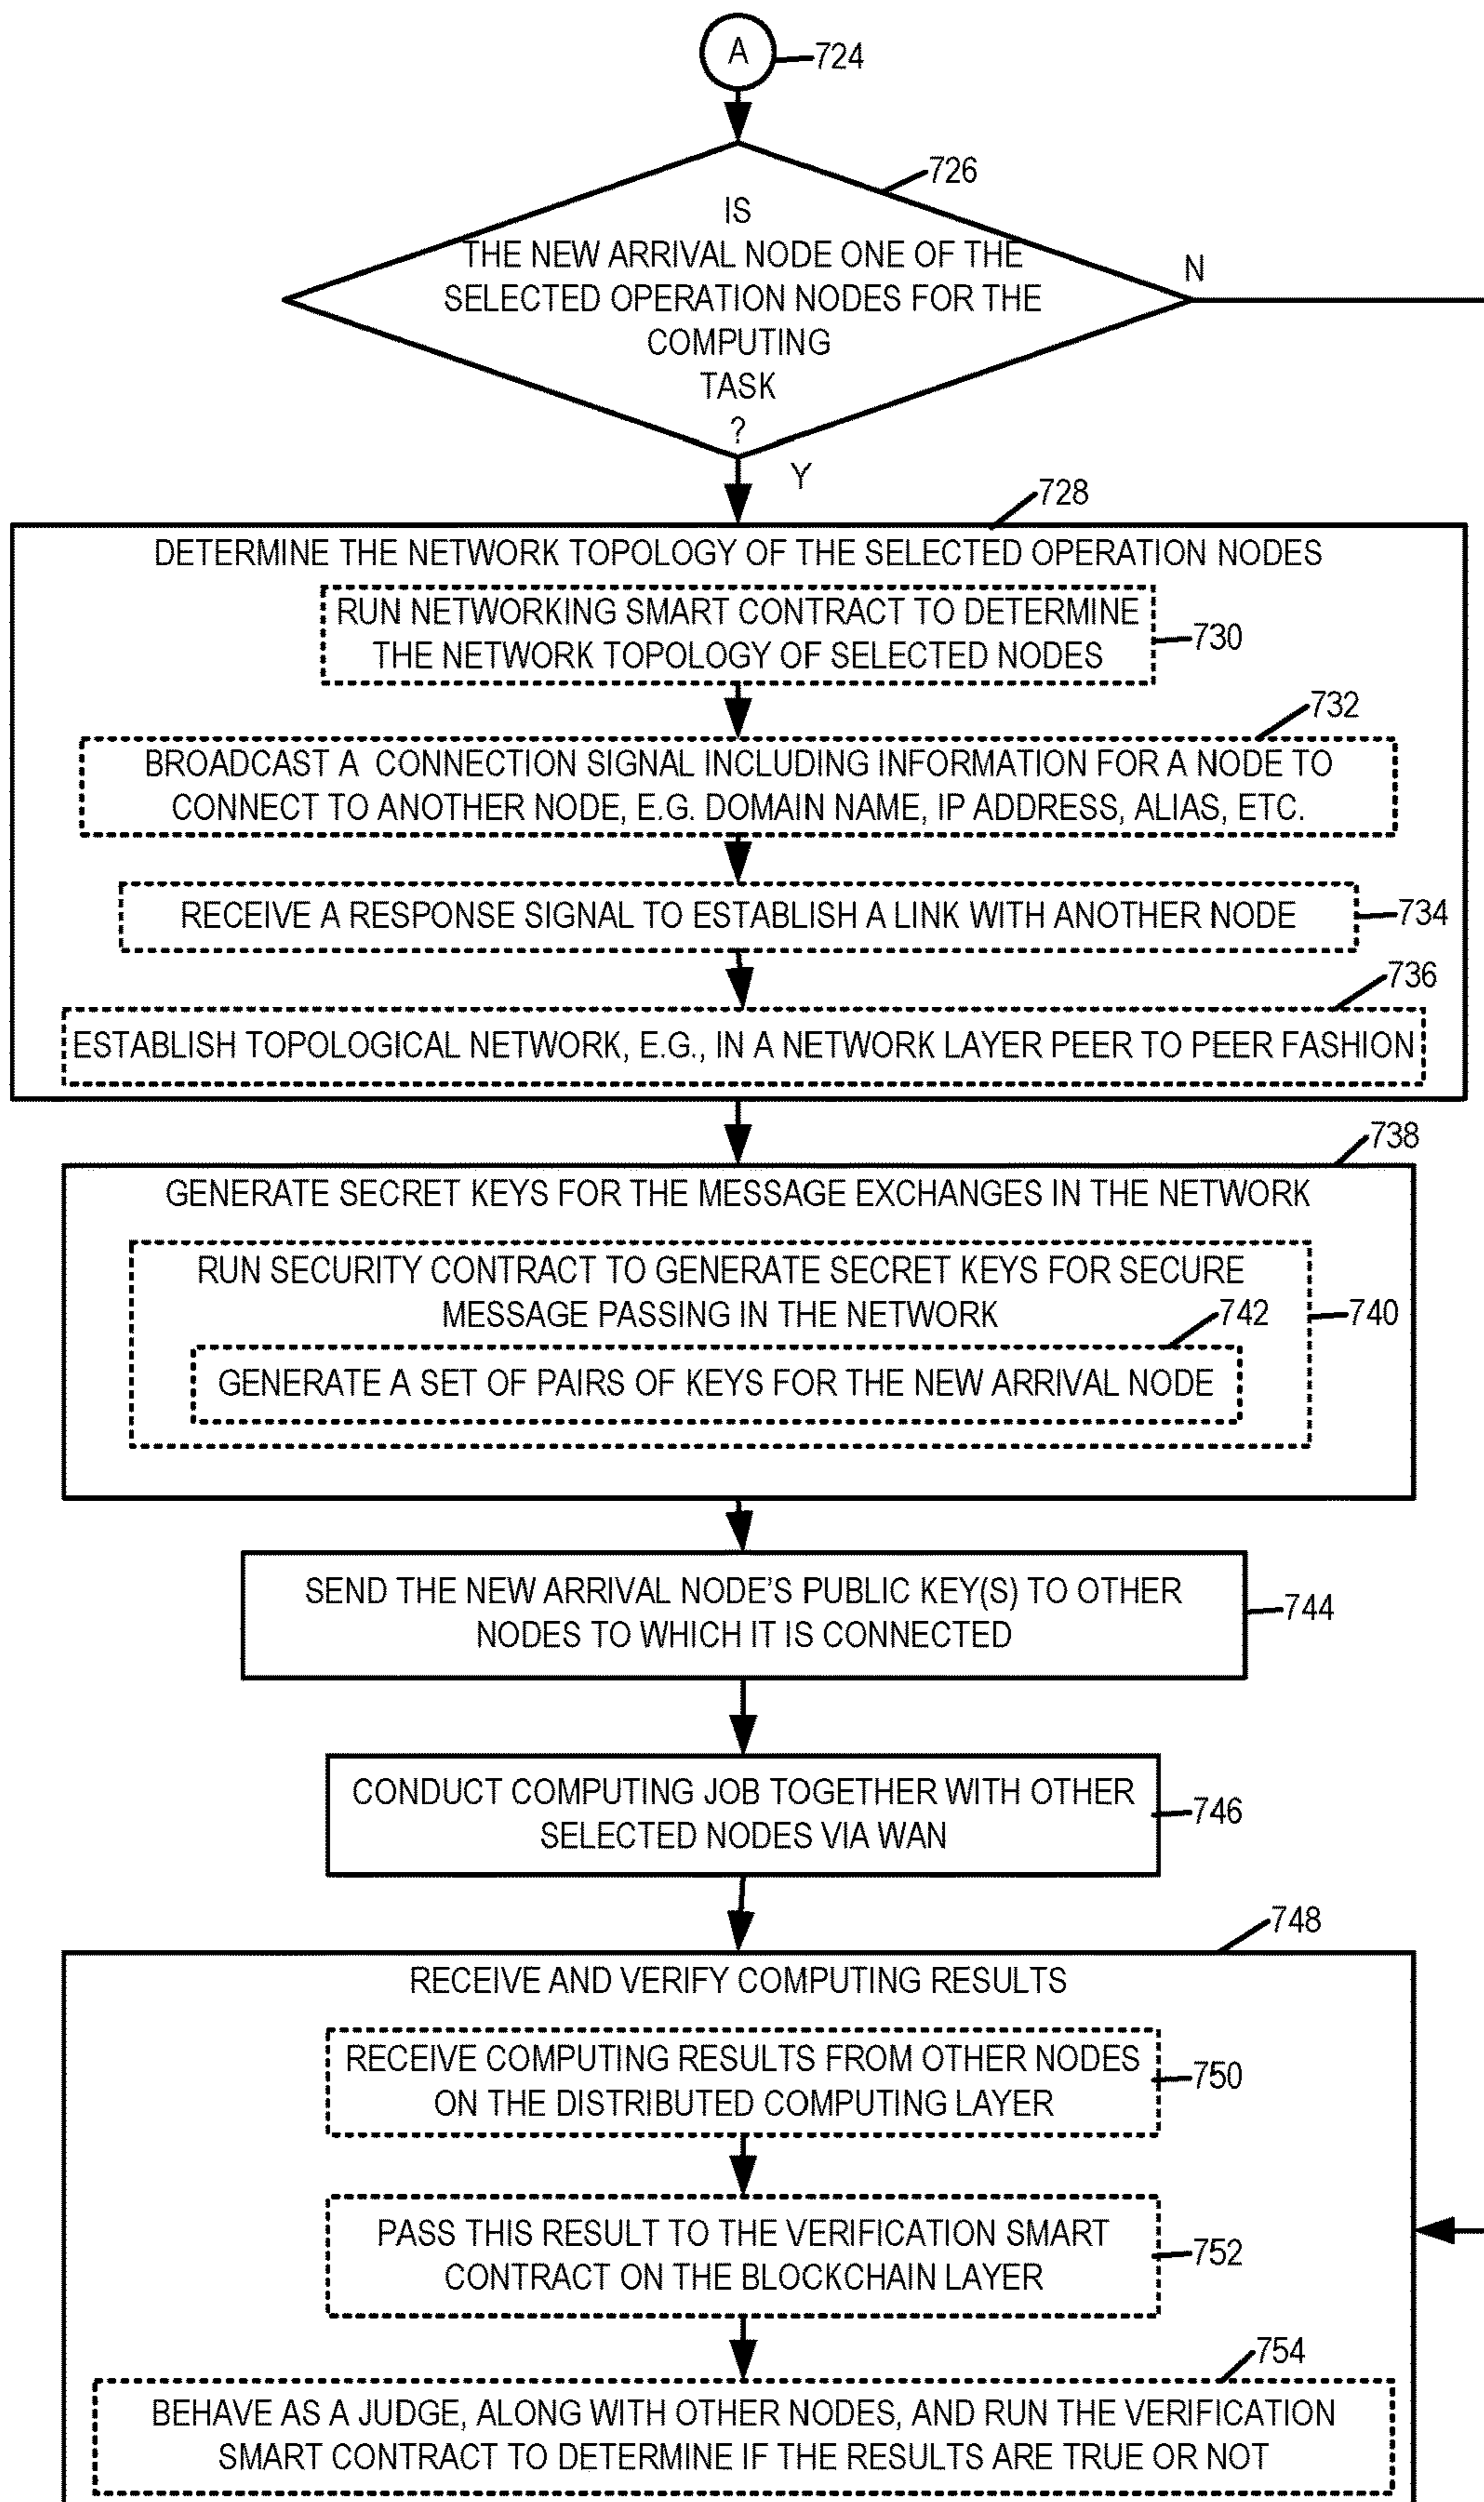 A
724
726
IS
THE NEW ARRIVAL NODE ONE OF THE
SELECTED OPERATION NODES FOR THE
COMPUTING
TASK
?
N
Y
728
DETERMINE THE NETWORK TOPOLOGY OF THE SELECTED OPERATION NODES
RUN NETWORKING SMART CONTRACT TO DETERMINE
THE NETWORK TOPOLOGY OF SELECTED NODES
730
732
BROADCAST A CONNECTION SIGNAL INCLUDING INFORMATION FOR A NODE TO
CONNECT TO ANOTHER NODE, E.G. DOMAIN NAME, IP ADDRESS, ALIAS, ETC.
RECEIVE A RESPONSE SIGNAL TO ESTABLISH A LINK WITH ANOTHER NODE
734
736
ESTABLISH TOPOLOGICAL NETWORK, E.G., IN A NETWORK LAYER PEER TO PEER FASHION
738
GENERATE SECRET KEYS FOR THE MESSAGE EXCHANGES IN THE NETWORK
RUN SECURITY CONTRACT TO GENERATE SECRET KEYS FOR SECURE
MESSAGE PASSING IN THE NETWORK
742
740
GENERATE A SET OF PAIRS OF KEYS FOR THE NEW ARRIVAL NODE
SEND THE NEW ARRIVAL NODE'S PUBLIC KEY(S) TO OTHER
NODES TO WHICH IT IS CONNECTED
744
CONDUCT COMPUTING JOB TOGETHER WITH OTHER
SELECTED NODES VIA WAN
746
748
RECEIVE AND VERIFY COMPUTING RESULTS
RECEIVE COMPUTING RESULTS FROM OTHER NODES
ON THE DISTRIBUTED COMPUTING LAYER
750
PASS THIS RESULT TO THE VERIFICATION SMART
CONTRACT ON THE BLOCKCHAIN LAYER
752
754
BEHAVE AS A JUDGE, ALONG WITH OTHER NODES, AND RUN THE VERIFICATION
SMART CONTRACT TO DETERMINE IF THE RESULTS ARE TRUE OR NOT